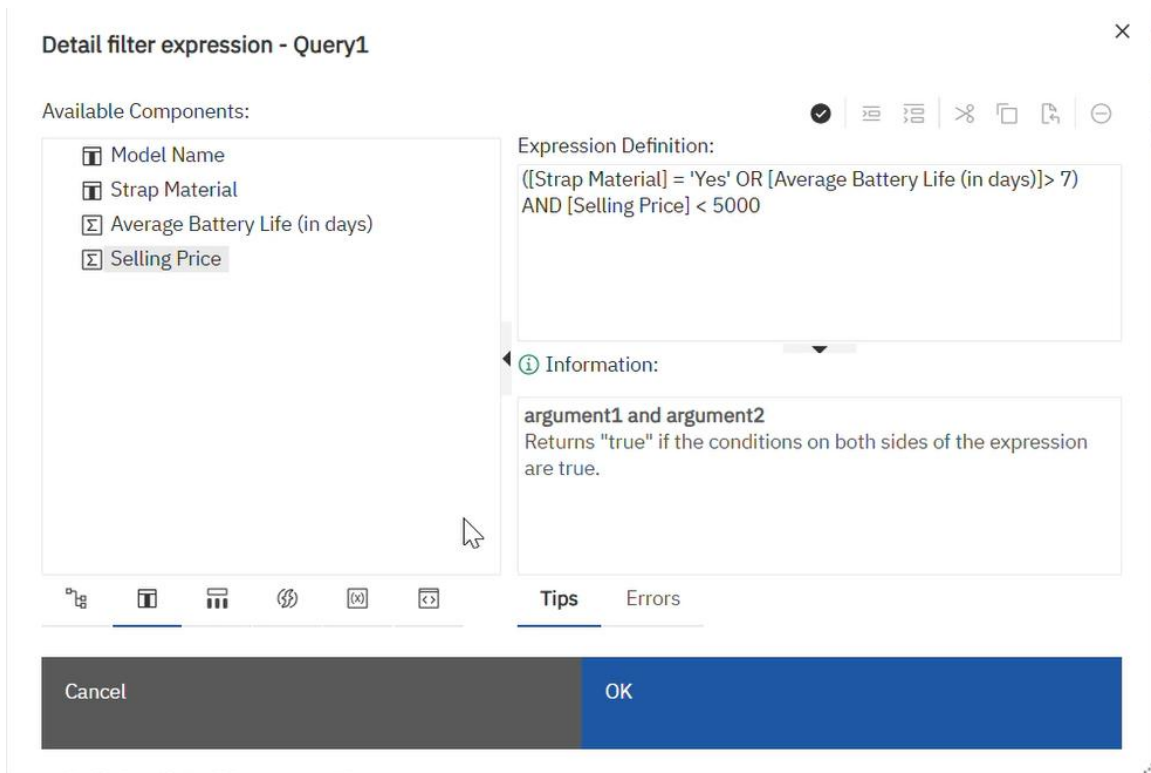 Detail filter expression - Query1
Available Components:
Model Name
Strap Material
Average Battery Life (in days)
Selling Price
Expression Definition:
([Strap Material] = 'Yes' OR [Average Battery Life (in days)]> 7)
AND [Selling Price] < 5000
Information:
argument1 and argument2
Returns "true" if the conditions on both sides of the expression
are true.
Tips Errors
Cancel
OK